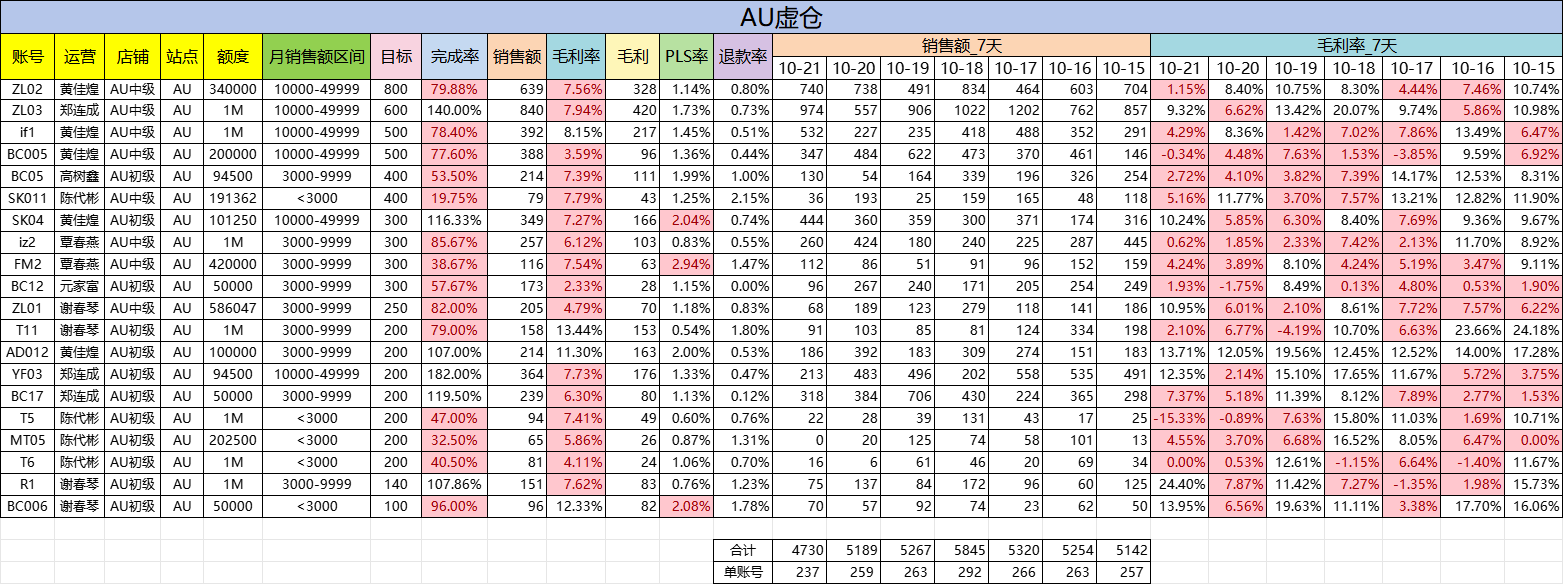 AU虚仓
账号 运营 店铺 站点 额度 月销售额区间 目标 完成率 销售额 毛利率 毛利 PLS率 退款率 销售额_7天 毛利率_7天
10-21 10-20 10-19 10-18 10-17 10-16 10-15 10-21 10-20 10-19 10-18 10-17 10-16 10-15
ZL02 黄佳煌 AU中级 AU 340000 10000-49999 800 79.88% 639 7.56% 328 1.14% 0.80% 740 738 491 834 464 603 704 1.15% 8.40% 10.75% 8.30% 4.44% 7.46% 10.74%
ZL03 郑连成 AU中级 AU 1M 10000-49999 600 140.00% 840 7.94% 420 1.73% 0.73% 974 557 906 1022 1202 762 857 9.32% 6.62% 13.42% 20.07% 9.74% 5.86% 10.98%
if1 黄佳煌 AU中级 AU 1M 10000-49999 500 78.40% 392 8.15% 217 1.45% 0.51% 532 227 235 418 488 352 291 4.29% 8.36% 1.42% 7.02% 7.86% 13.49% 6.47%
BC005 黄佳煌 AU中级 AU 200000 10000-49999 500 77.60% 388 3.59% 96 1.36% 0.44% 347 484 622 473 370 461 146 -0.34% 4.48% 7.63% 1.53% -3.85% 9.59% 6.92%
BC05 高树鑫 AU初级 AU 94500 3000-9999 400 53.50% 214 7.39% 111 1.99% 1.00% 130 54 164 339 196 326 254 2.72% 4.10% 3.82% 7.39% 14.17% 12.53% 8.31%
SK011 陈代彬 AU中级 AU 191362 <3000 400 19.75% 79 7.79% 43 1.25% 2.15% 36 193 25 159 165 48 118 5.16% 11.77% 3.70% 7.57% 13.21% 12.82% 11.90%
SK04 黄佳煌 AU初级 AU 101250 10000-49999 300 116.33% 349 7.27% 166 2.04% 0.74% 444 360 359 300 371 174 316 10.24% 5.85% 6.30% 8.40% 7.69% 9.36% 9.67%
iz2 覃春燕 AU中级 AU 1M 3000-9999 300 85.67% 257 6.12% 103 0.83% 0.55% 260 424 180 240 225 287 445 0.62% 1.85% 2.33% 7.42% 2.13% 11.70% 8.92%
FM2 覃春燕 AU中级 AU 420000 3000-9999 300 38.67% 116 7.54% 63 2.94% 1.47% 112 86 51 91 96 152 159 4.24% 3.89% 8.10% 4.24% 5.19% 3.47% 9.11%
BC12 元家富 AU初级 AU 50000 3000-9999 300 57.67% 173 2.33% 28 1.15% 0.00% 96 267 240 171 205 254 249 1.93% -1.75% 8.49% 0.13% 4.80% 0.53% 1.90%
ZL01 谢春琴 AU中级 AU 586047 3000-9999 250 82.00% 205 4.79% 70 1.18% 0.83% 68 189 123 279 118 141 186 10.95% 6.01% 2.10% 8.61% 7.72% 7.57% 6.22%
T11 谢春琴 AU初级 AU 1M 3000-9999 200 79.00% 158 13.44% 153 0.54% 1.80% 91 103 85 81 124 334 198 2.10% 6.77% -4.19% 10.70% 6.63% 23.66% 24.18%
AD012 黄佳煌 AU初级 AU 100000 3000-9999 200 107.00% 214 11.30% 163 2.00% 0.53% 186 392 183 309 274 151 183 13.71% 12.05% 19.56% 12.45% 12.52% 14.00% 17.28%
YF03 郑连成 AU初级 AU 94500 10000-49999 200 182.00% 364 7.73% 176 1.33% 0.47% 213 483 496 202 558 535 491 12.35% 2.14% 15.10% 17.65% 11.67% 5.72% 3.75%
BC17 郑连成 AU初级 AU 50000 3000-9999 200 119.50% 239 6.30% 80 1.13% 0.12% 318 384 706 430 224 365 298 7.37% 5.18% 11.39% 8.12% 7.89% 2.77% 1.53%
T5 陈代彬 AU初级 AU 1M <3000 200 47.00% 94 7.41% 49 0.60% 0.76% 22 28 39 131 43 17 25 -15.33% -0.89% 7.63% 15.80% 11.03% 1.69% 10.71%
MT05 陈代彬 AU初级 AU 202500 <3000 200 32.50% 65 5.86% 26 0.87% 1.31% 0 20 125 74 58 101 13 4.55% 3.70% 6.68% 16.52% 8.05% 6.47% 0.00%
T6 陈代彬 AU初级 AU 1M <3000 200 40.50% 81 4.11% 24 1.06% 0.70% 16 6 61 46 20 69 34 0.00% 0.53% 12.61% -1.15% 6.64% -1.40% 11.67%
R1 谢春琴 AU初级 AU 1M 3000-9999 140 107.86% 151 7.62% 83 0.76% 1.23% 75 137 84 172 96 60 125 24.40% 7.87% 11.42% 7.27% -1.35% 1.98% 15.73%
BC006 谢春琴 AU初级 AU 50000 <3000 100 96.00% 96 12.33% 82 2.08% 1.78% 70 57 92 74 23 62 50 13.95% 6.56% 19.63% 11.11% 3.38% 17.70% 16.06%
合计 4730 5189 5267 5845 5320 5254 5142
单账号 237 259 263 292 266 263 257